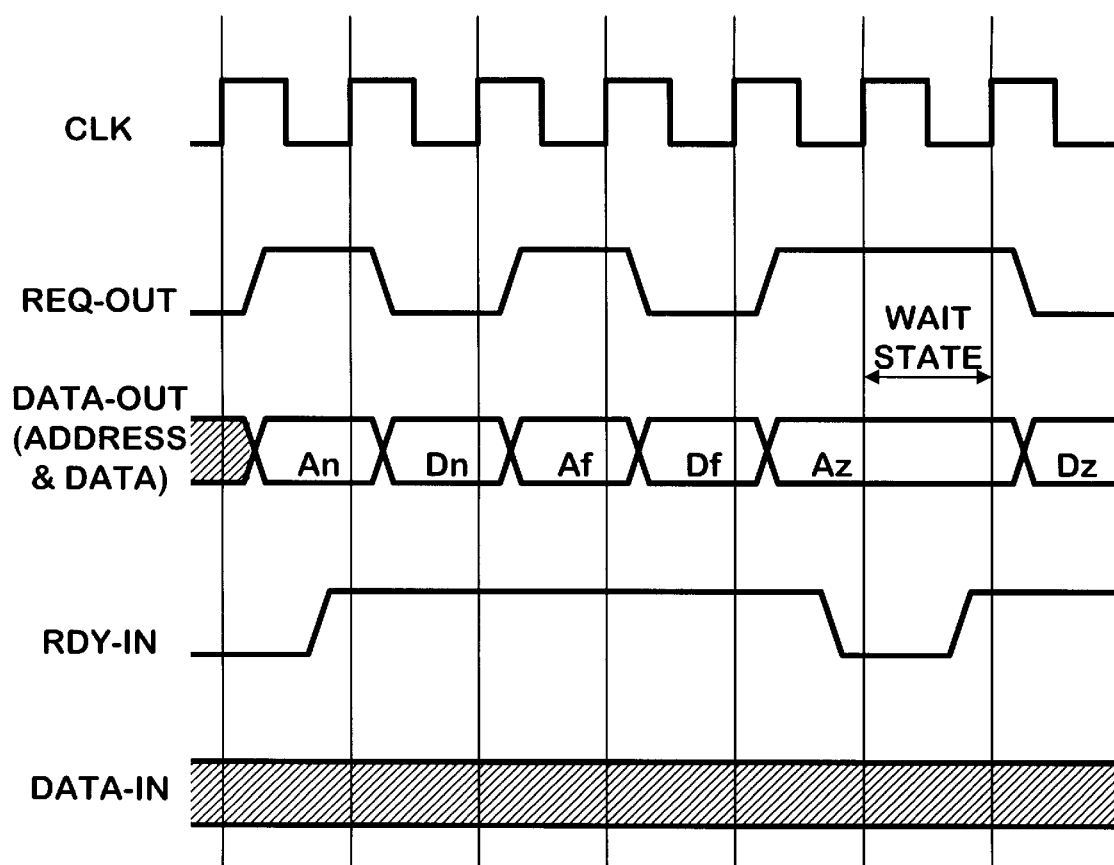 CLK
REQ-OUT
WAIT
STATE
DATA-OUT
(ADDRESS
& DATA)
An Dn Af Df Az Dz
RDY-IN
DATA-IN